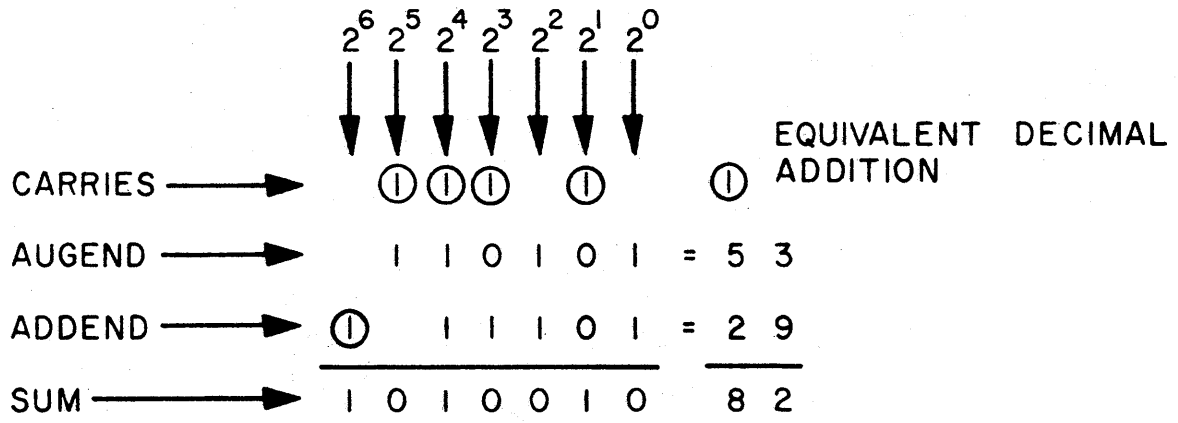 2⁶ 2⁵ 2⁴ 2³ 2² 2¹ 2⁰
EQUIVALENT DECIMAL
ADDITION
CARRIES 1 1 1 1 1
AUGEND 1 1 0 1 0 1 = 5 3
ADDEND 1 1 1 1 0 1 = 2 9
SUM 1 0 1 0 0 1 0 8 2